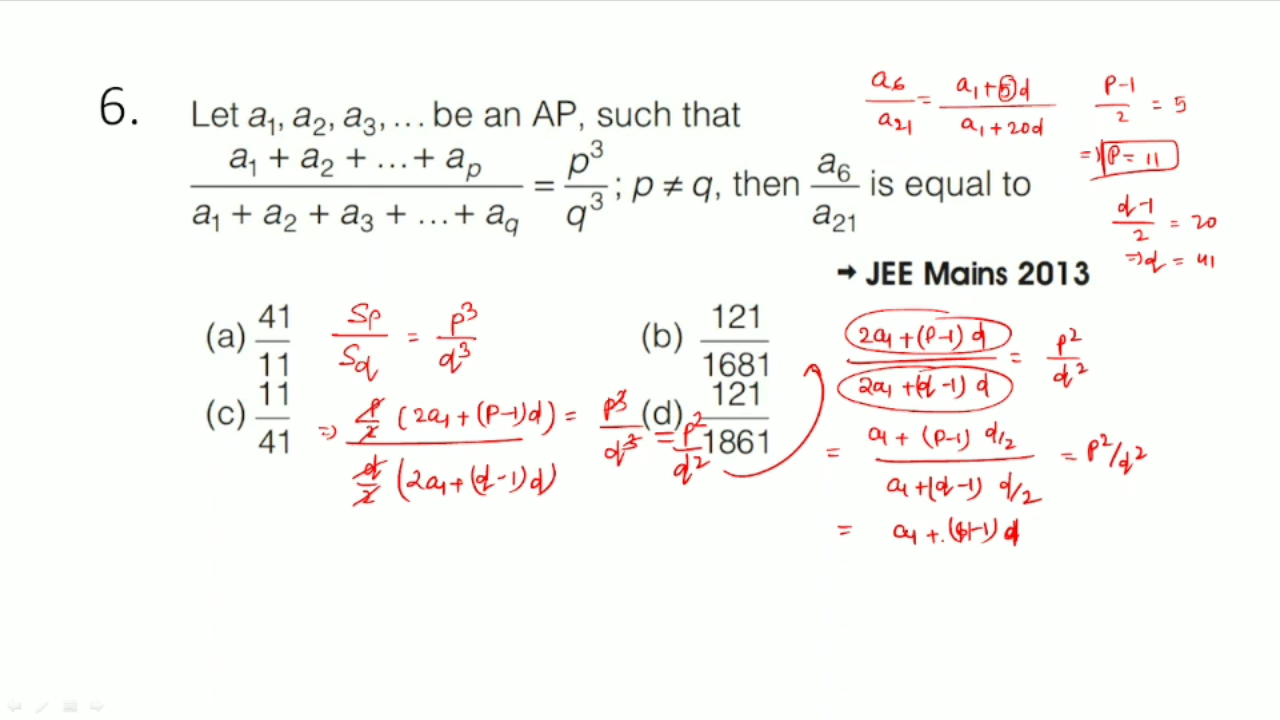 6. Let a₁, a₂, a₃, ... be an AP, such that
(a₁ + a₂ + ... + aₚ)/(a₁ + a₂ + a₃ + ... + a_q) = p³/q³ ; p ≠ q, then a₆/a₂₁ is equal to
→ JEE Mains 2013
(a) 41/11
(b) 121/1681
(c) 11/41
(d) 121/1861
Sp/Sq = p³/q³
=> p/2 (2a₁ + (p-1)d) / q/2 (2a₁ + (q-1)d) = p³/q³ = p²/q²
a₆/a₂₁ = (a₁ + 5d)/(a₁ + 20d)
(p-1)/2 = 5
=> p = 11
(q-1)/2 = 20
=> q = 41
(2a₁ + (p-1)d)/(2a₁ + (q-1)d) = p²/q²
= (a₁ + (p-1) d/2)/(a₁ + (q-1) d/2) = p²/q²
= a₁ + (-1) d